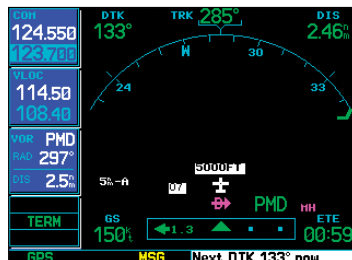 COM
124.550
123.700
VLOC
114.50
108.40
VOR PMD
RAD 297°
DIS 2.5nm
TERM
GPS
DTK
133°
TRK 285°
DIS
2.46nm
W
30
24
33
5000FT
5nm-A
07
PMD
MH
GS
150kt
1.3
ETE
00:59
MSG
Next DTK 133° now